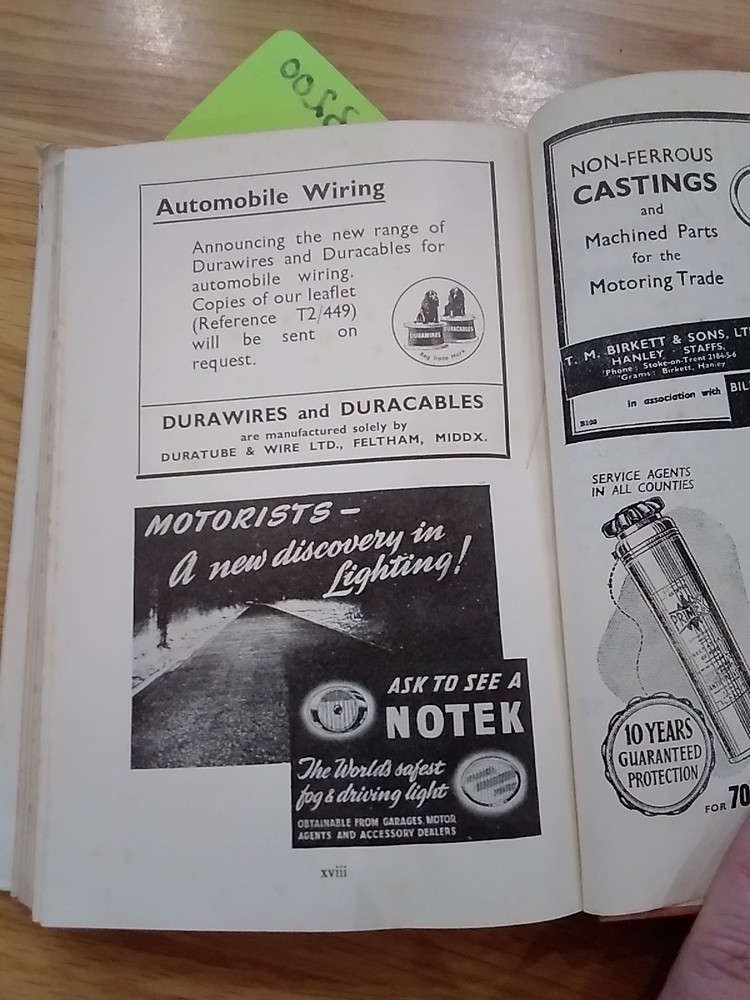 Automobile Wiring
Announcing the new range of
Durawires and Duracables for
automobile wiring.
Copies of our leaflet
(Reference T2/449)
will be sent on
request.
DURAWIRES
DURACABLES
Reg Trade Mark
DURAWIRES and DURACABLES
are manufactured solely by
DURATUBE & WIRE LTD., FELTHAM, MIDDX.
MOTORISTS –
A new discovery in
Lighting!
ASK TO SEE A
NOTEK
The World's safest
fog & driving light
OBTAINABLE FROM GARAGES, MOTOR
AGENTS AND ACCESSORY DEALERS
xviii
NON-FERROUS
CASTINGS
and
Machined Parts
for the
Motoring Trade
T. M. BIRKETT & SONS, LT
HANLEY STAFFS.
'Phone: Stoke-on-Trent 2184-5-6
'Grams: Birkett, Hanley
in association with BIL
B100
SERVICE AGENTS
IN ALL COUNTIES
10 YEARS
GUARANTEED
PROTECTION
FOR 70